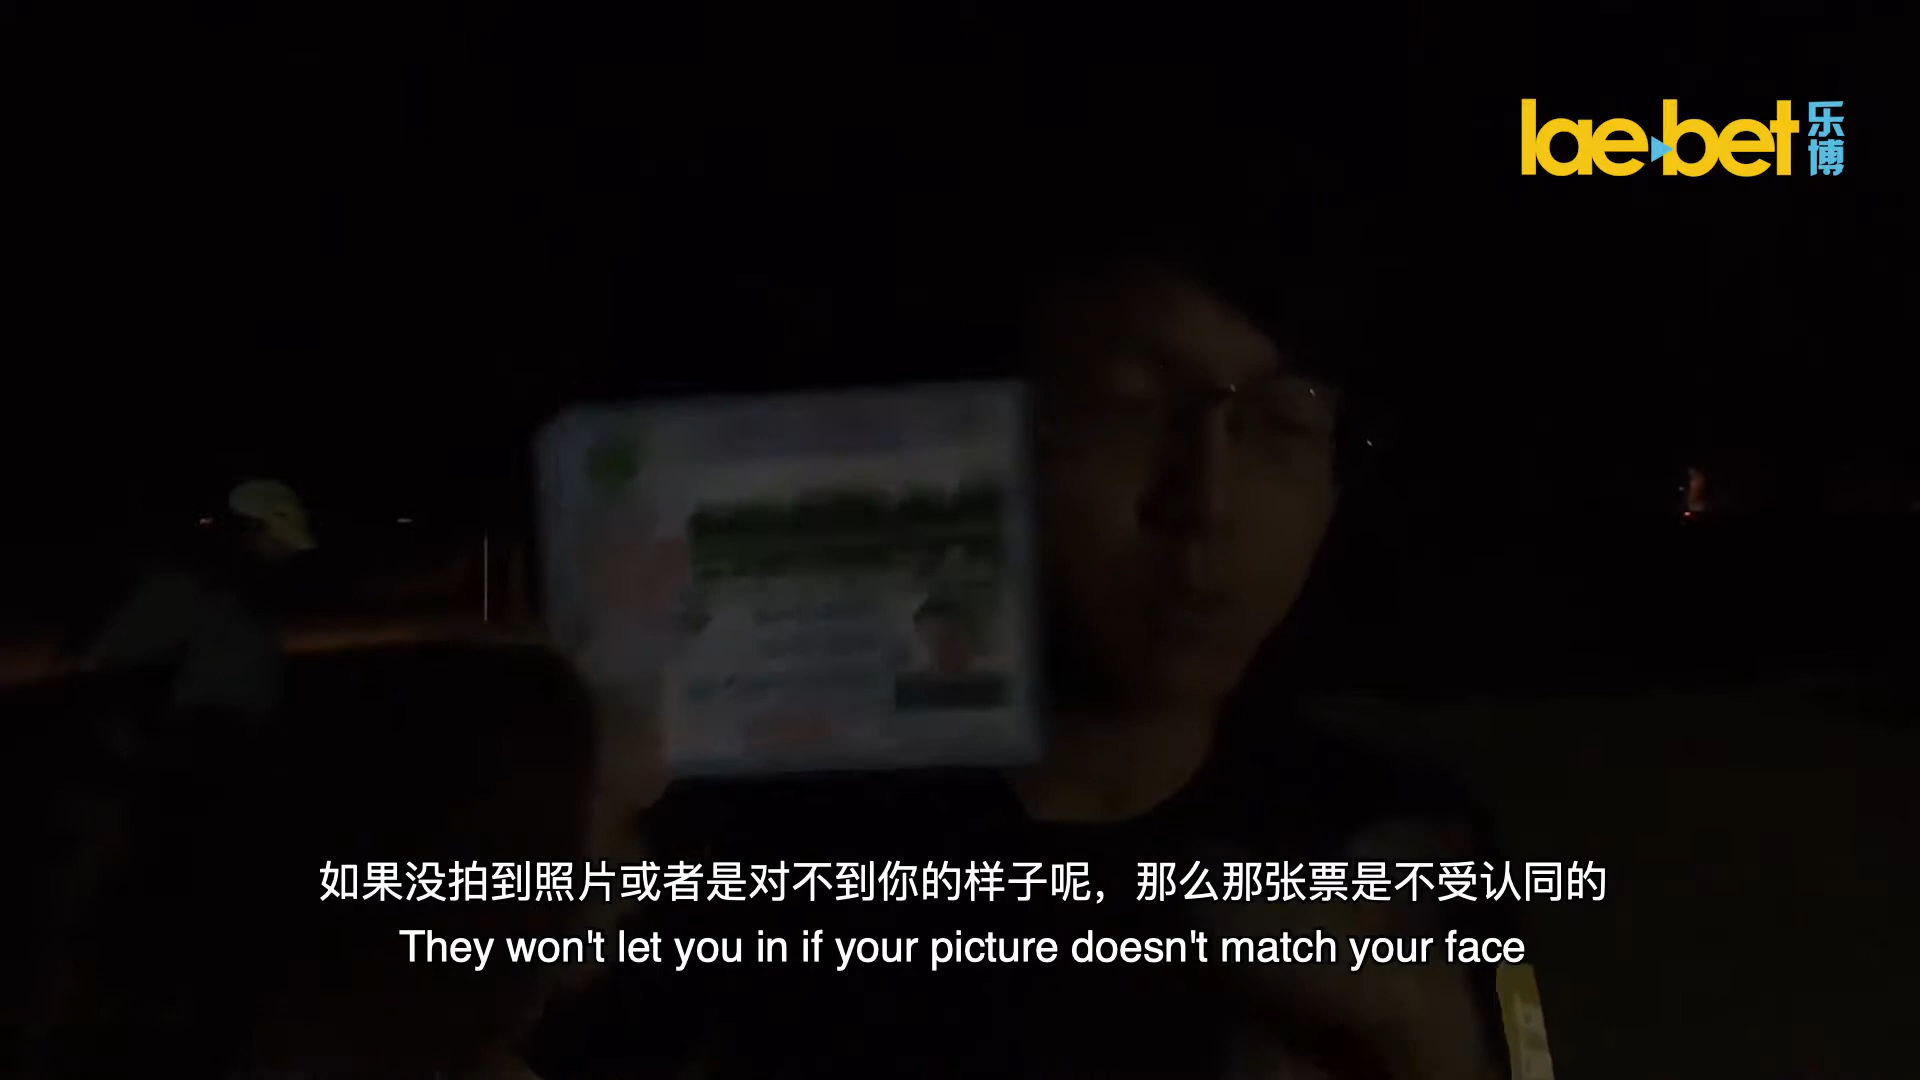 lae bet 乐博
如果没拍到照片或者是对不到你的样子呢，那么那张票是不受认同的
They won't let you in if your picture doesn't match your face